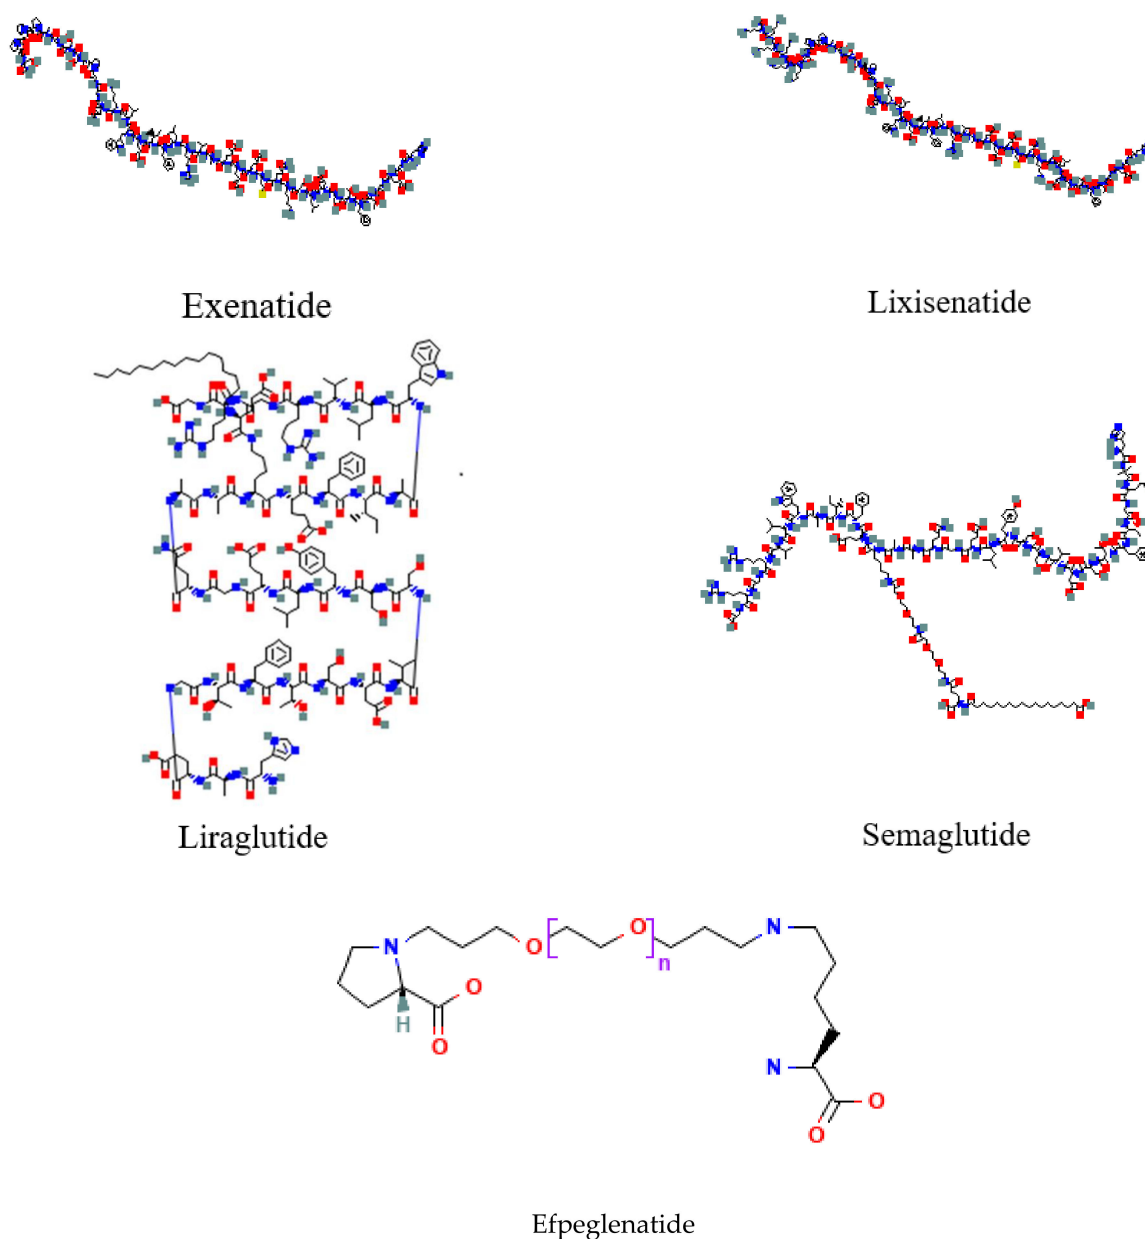 Exenatide
Lixisenatide
Liraglutide
Semaglutide
N O [ O ] n N
O
H
O
N
O
O
Efpeglenatide